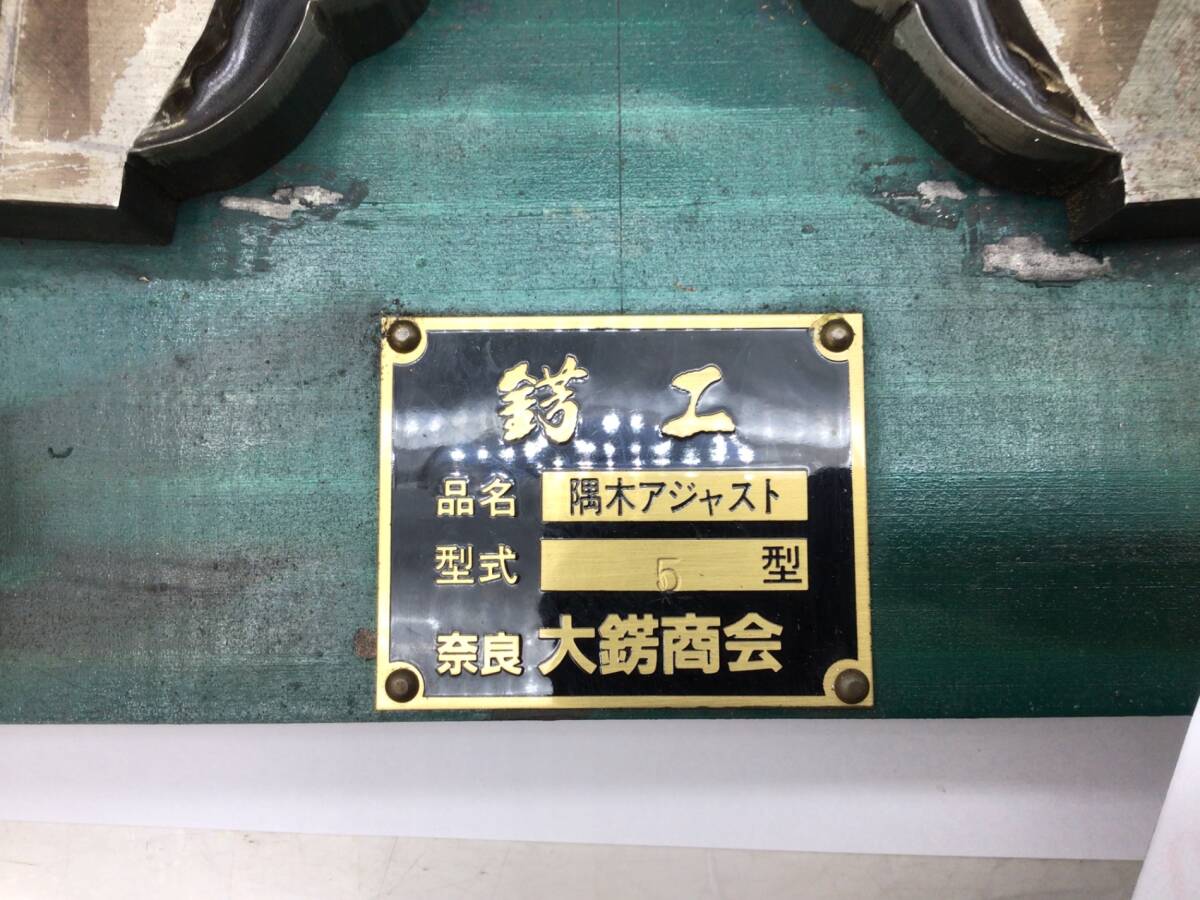 錺工
品名 隅木アジャスト
型式 5 型
奈良 大錺商会